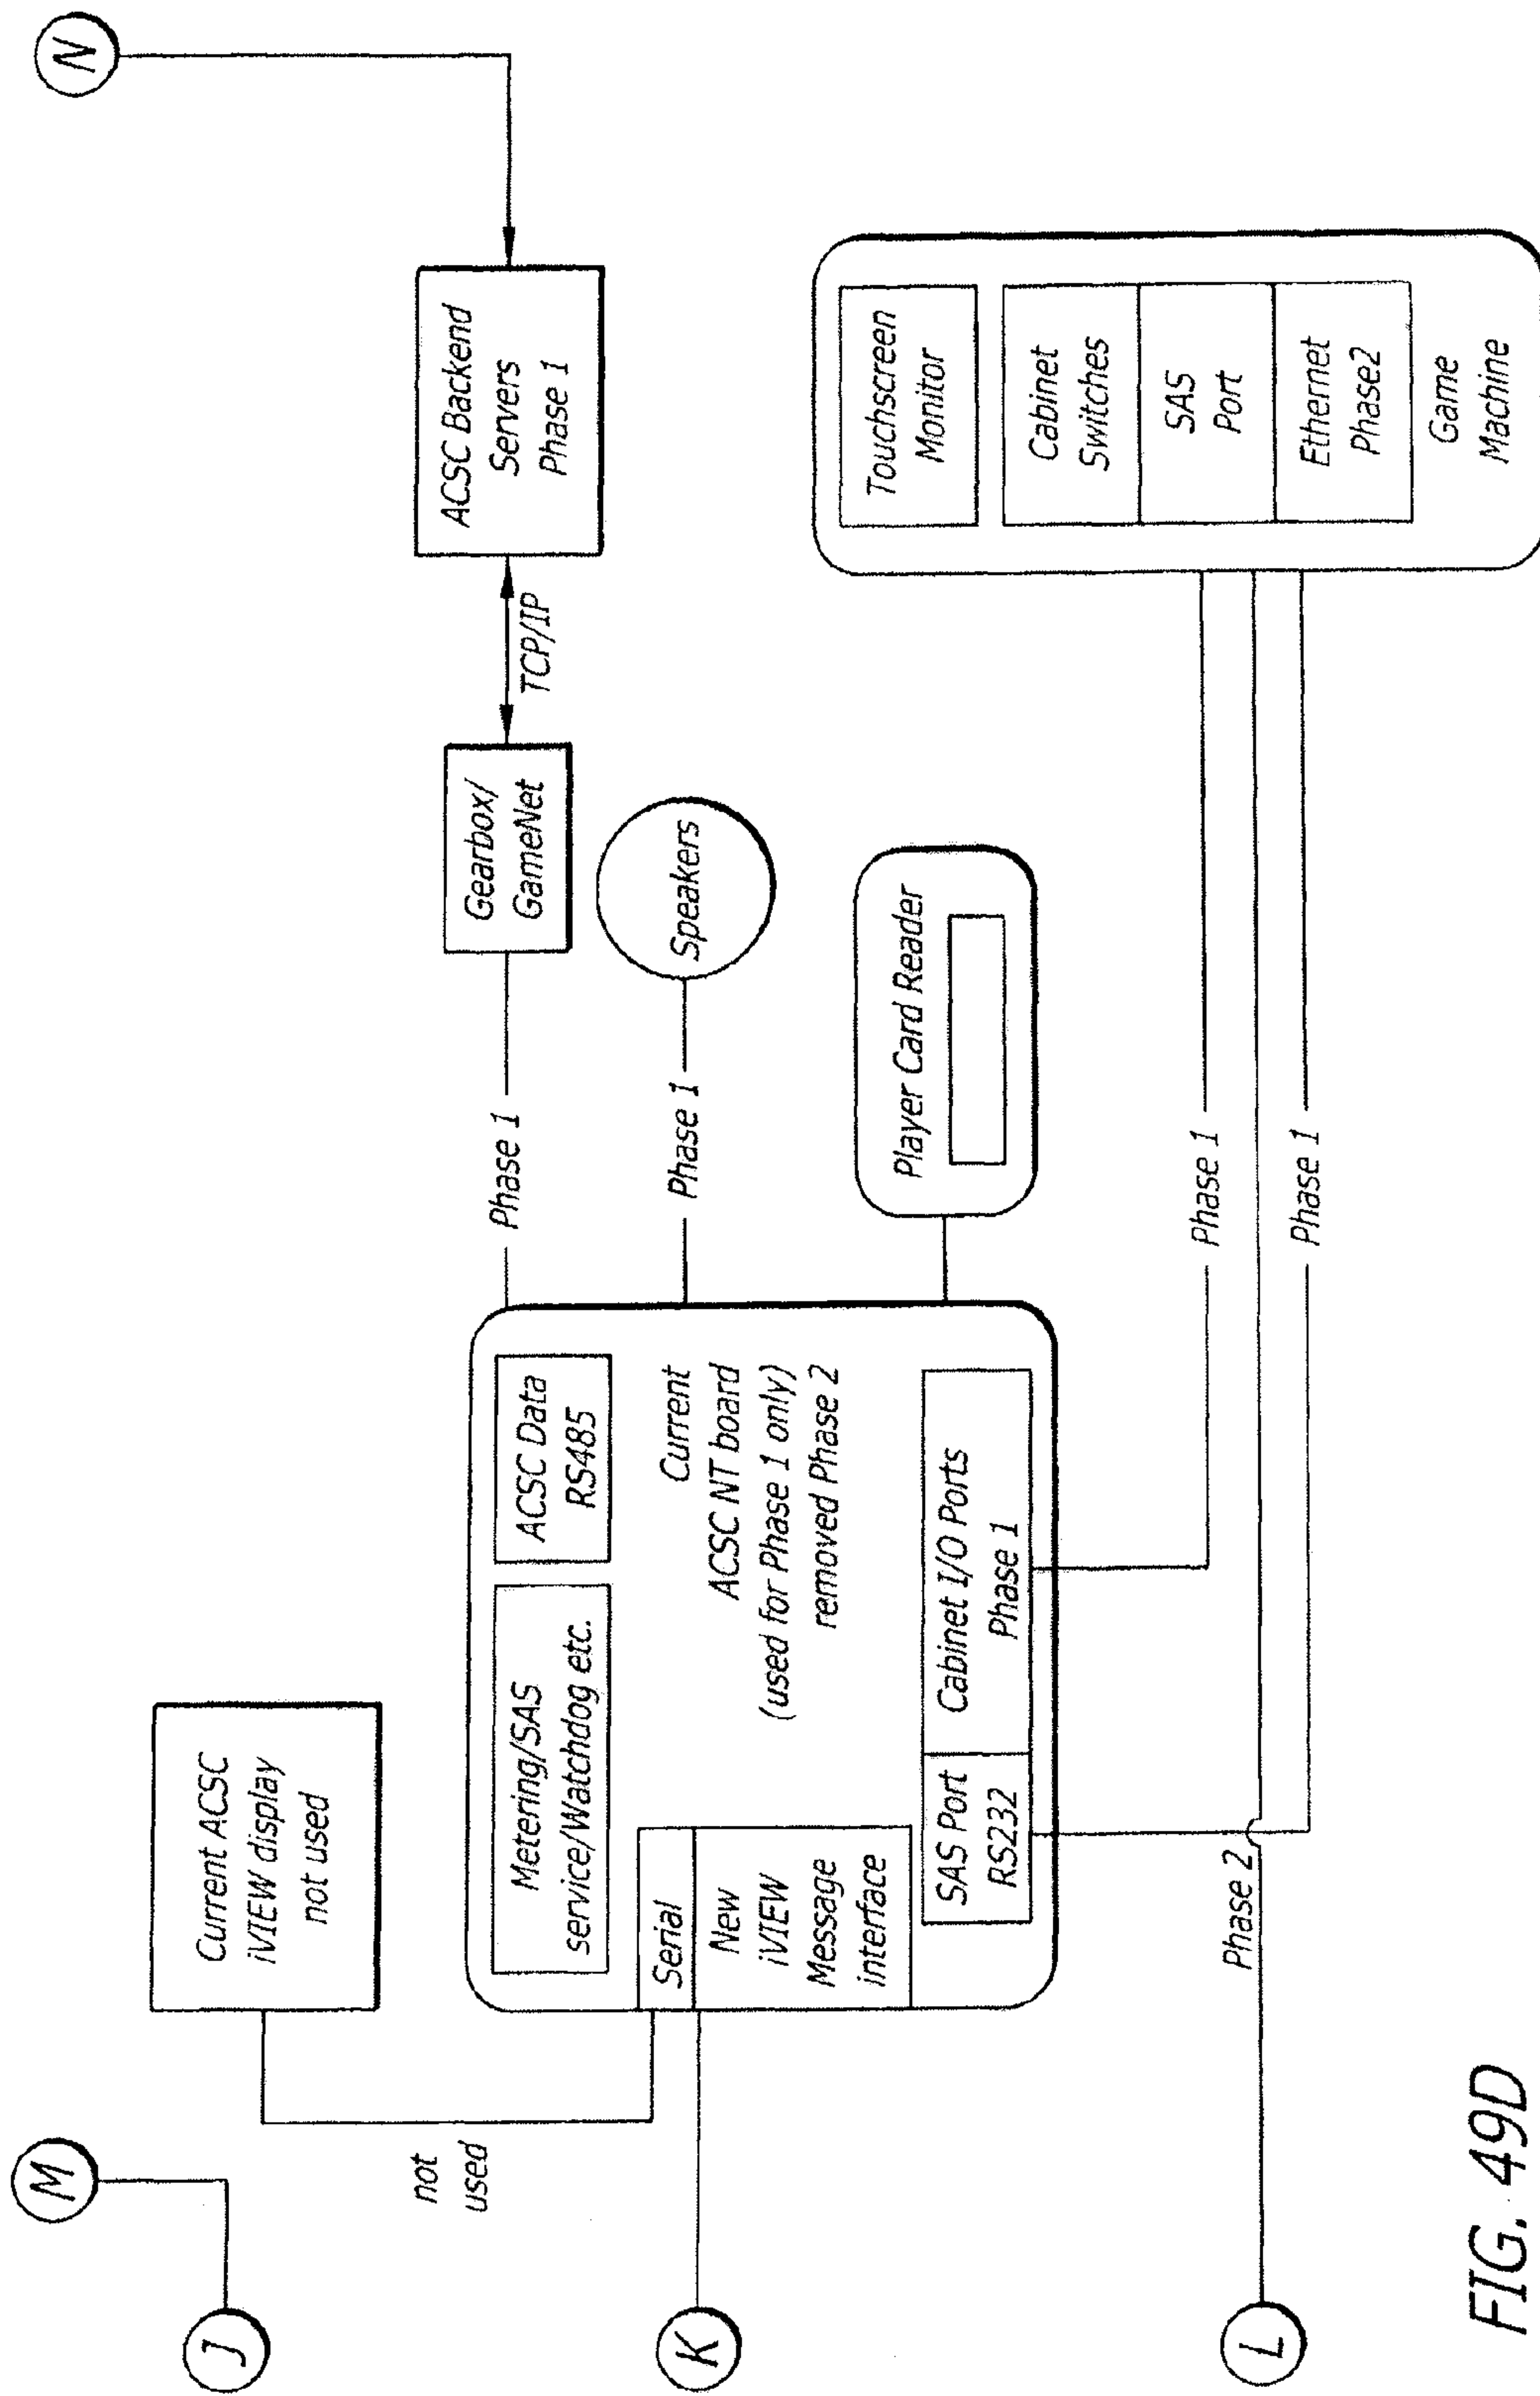 M
N
J
Current ACSC
iVIEW display
not used
not
used
Gearbox/
GameNet
TCP/IP
ACSC Backend
Servers
Phase 1
Phase 1
Metering/SAS
service/Watchdog etc.
ACSC Data
RS485
Speakers
Phase 1
K
Serial
New
iVIEW
Message
interface
Current
ACSC NT board
(used for Phase 1 only)
removed Phase 2
Player Card Reader
SAS Port
RS232
Cabinet I/O Ports
Phase 1
Touchscreen
Monitor
Cabinet
Switches
SAS
Port
Ethernet
Phase2
Game
Machine
Phase 1
L
Phase 2
Phase 1
FIG. 49D